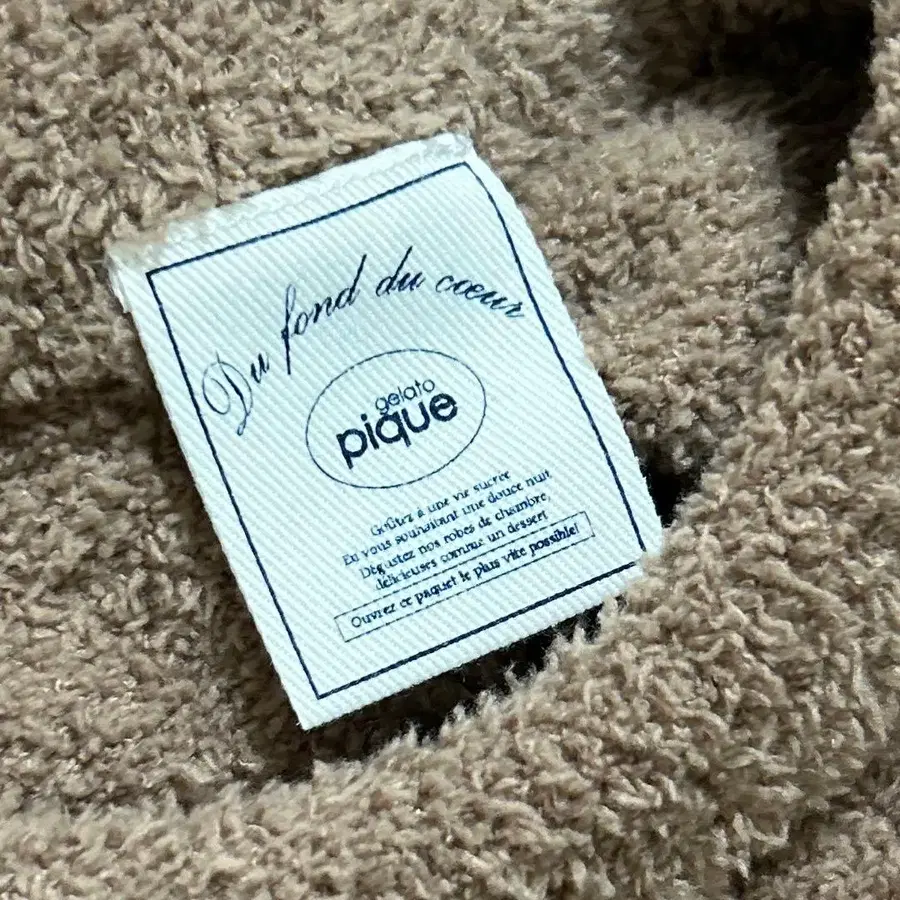 Du fond du cœur
gelato
pique
Goûtez à une vie sucrée
En vous souhaitant une douce nuit
Dégustez nos robes de chambre,
délicieuses comme un dessert
Ouvrez ce paquet le plus vite possible!